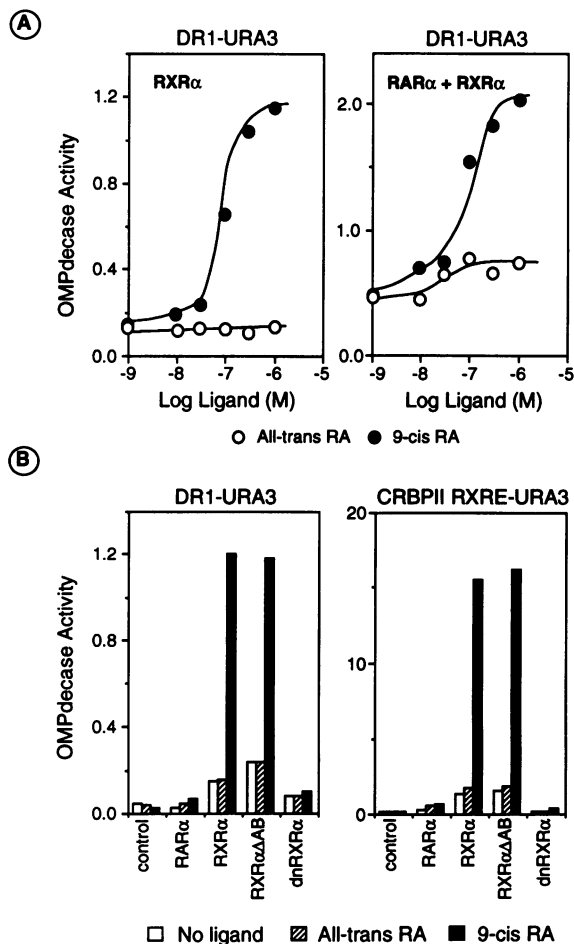 A
DR1-URA3
DR1-URA3
OMPdecase Activity
1.2
0.8
0.4
0.0
RXRα
-9 -8 -7 -6 -5
Log Ligand (M)
2.0
1.0
0.0
RARα + RXRα
-9 -8 -7 -6 -5
Log Ligand (M)
All-trans RA 9-cis RA
B
DR1-URA3
CRBPII RXRE-URA3
OMPdecase Activity
1.2
0.8
0.4
0.0
control
RARα
RXRα
RXRαΔAB
dnRXRα
20
10
0
control
RARα
RXRα
RXRαΔAB
dnRXRα
No ligand All-trans RA 9-cis RA